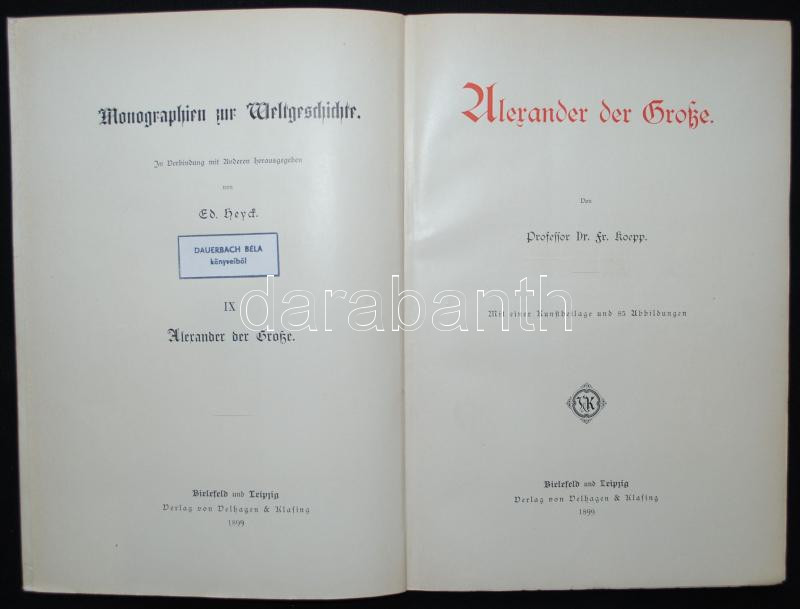 Monographien zur Weltgeschichte.
In Verbindung mit Anderen herausgegeben
von
Ed. Heyck.
DAUERBACH BÉLA
könyveiből
IX
Alexander der Große.
Bielefeld und Leipzig
Verlag von Velhagen & Klasing
1899
Alexander der Große.
Von
Professor Dr. Fr. Koepp.
Mit einer Kunstbeilage und 85 Abbildungen
VK
Bielefeld und Leipzig
Verlag von Velhagen & Klasing
1899
darabanth